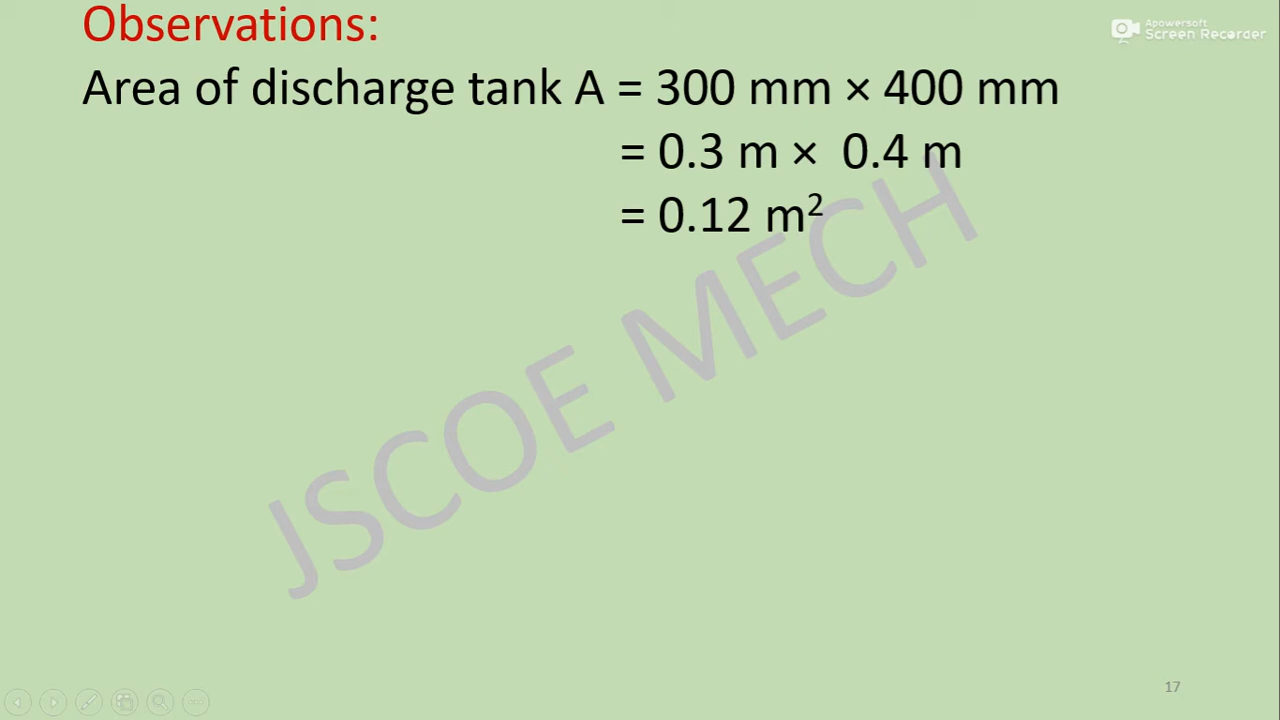 Observations:
Apowersoft
Screen Recorder
Area of discharge tank A = 300 mm × 400 mm
= 0.3 m × 0.4 m
= 0.12 m²
JSCOE MECH
17